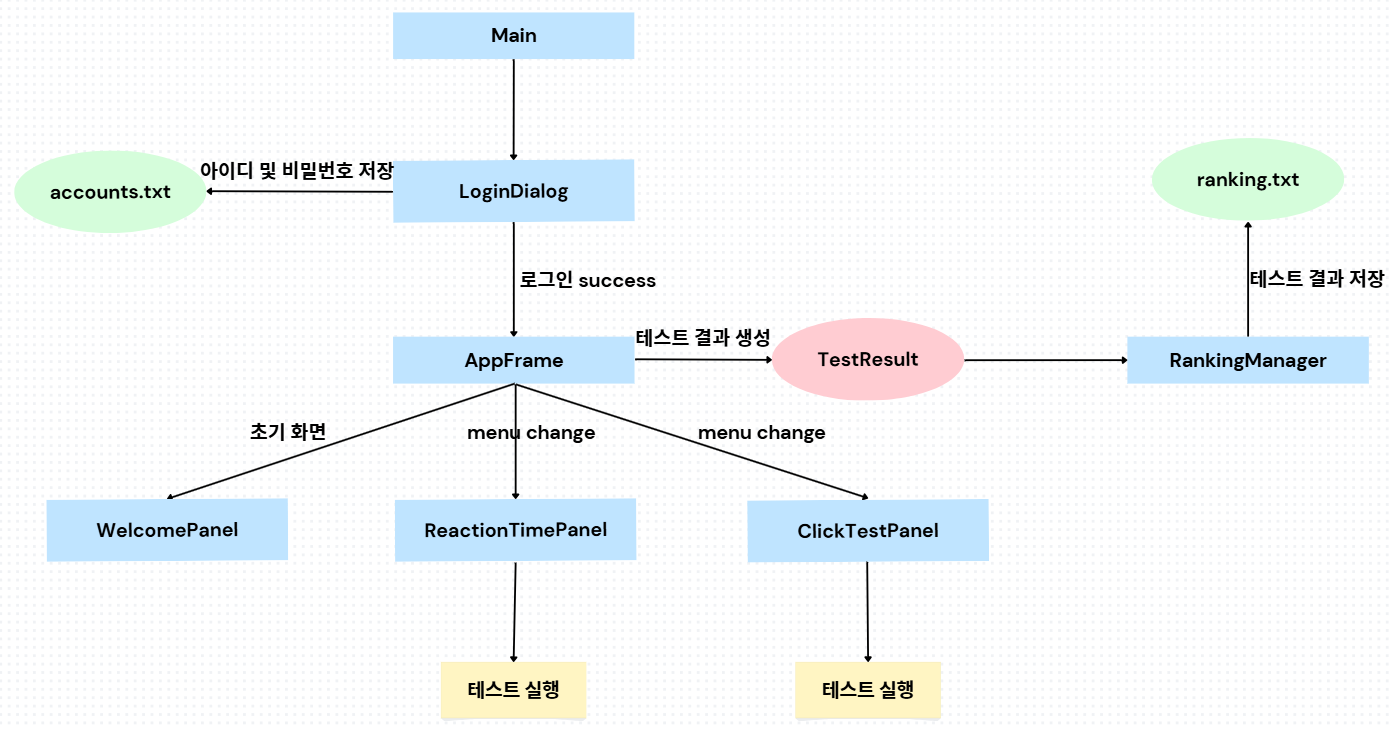 Main
아이디 및 비밀번호 저장
accounts.txt
LoginDialog
ranking.txt
로그인 success
테스트 결과 저장
테스트 결과 생성
AppFrame
TestResult
RankingManager
초기 화면
menu change
menu change
WelcomePanel
ReactionTimePanel
ClickTestPanel
테스트 실행
테스트 실행